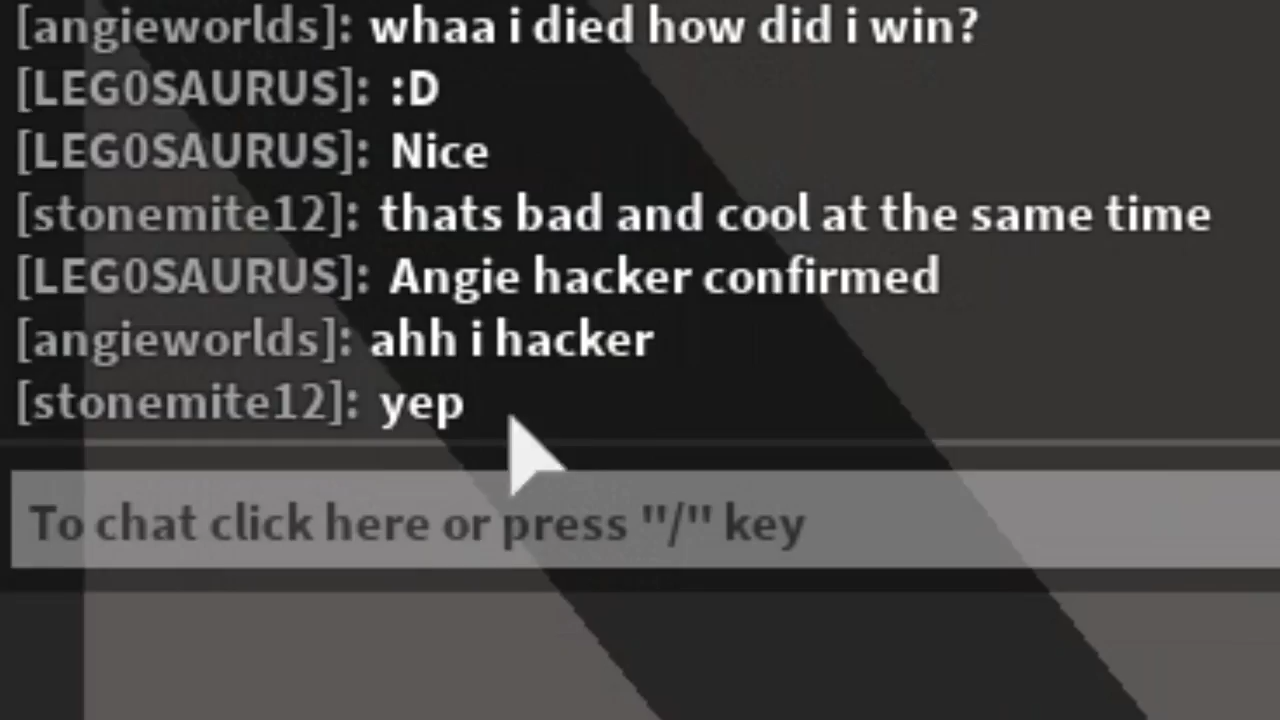 [angieworlds]: whaa i died how did i win?
[LEG0SAURUS]: :D
[LEG0SAURUS]: Nice
[stonemite12]: thats bad and cool at the same time
[LEG0SAURUS]: Angie hacker confirmed
[angieworlds]: ahh i hacker
[stonemite12]: yep
To chat click here or press "/" key